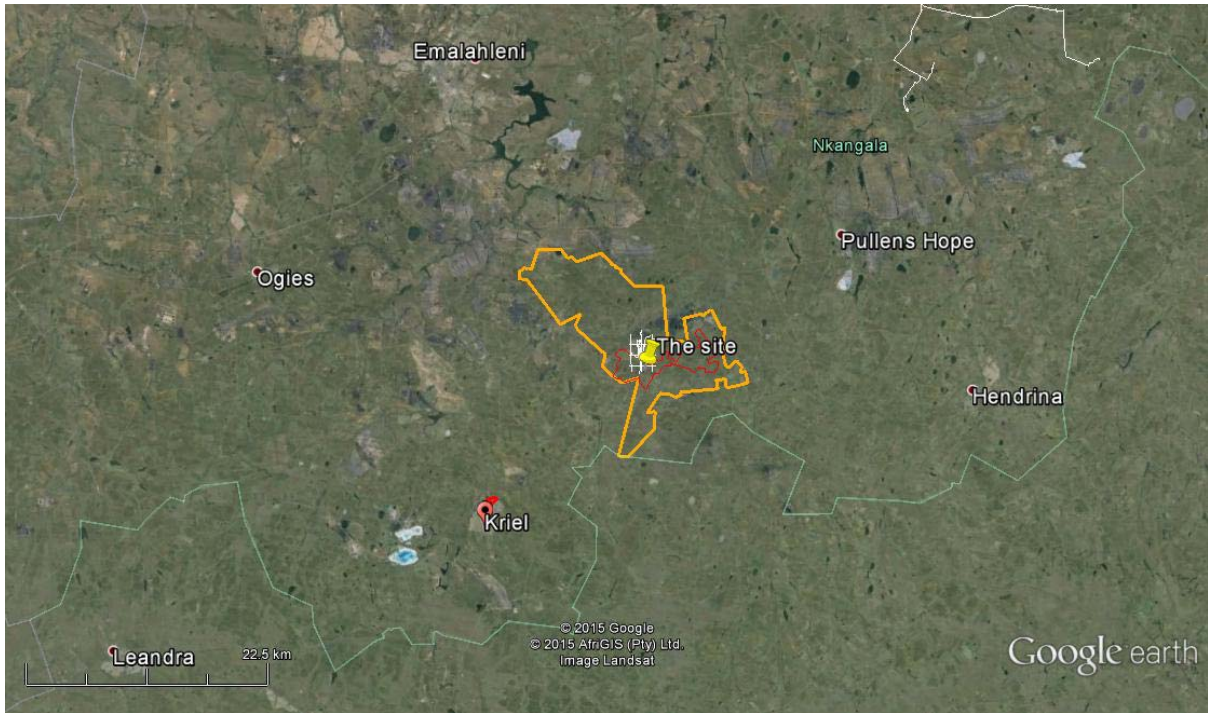 Emalahleni
Nkangala
Pullens Hope
Ogies
The site
Hendrina
Kriel
Leandra
22.5 km
© 2015 Google
© 2015 AfriGIS (Pty) Ltd.
Image Landsat
Google earth